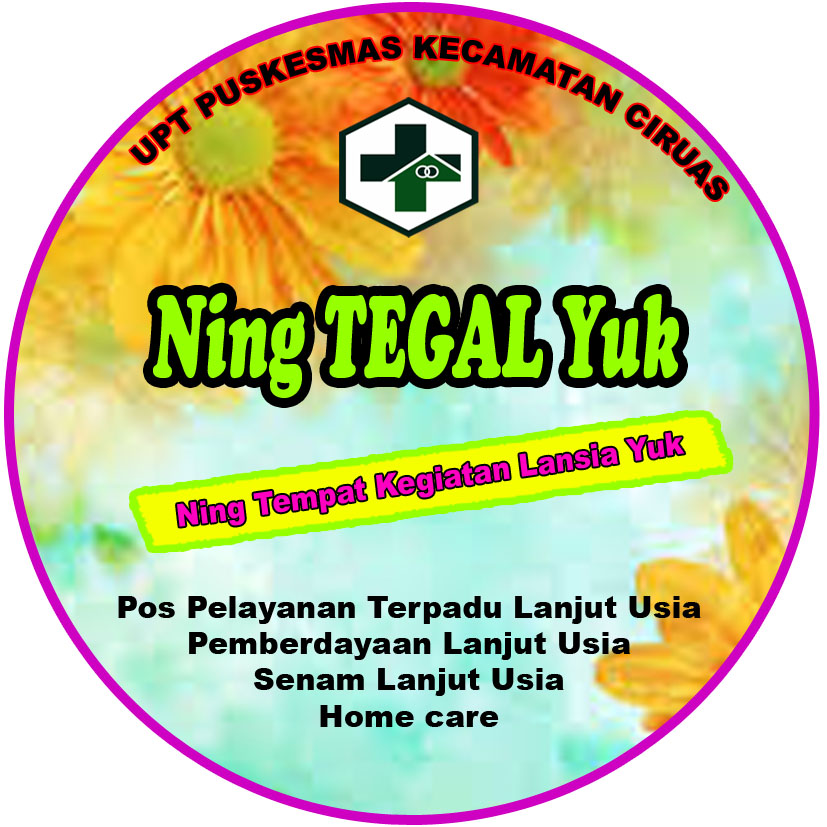 UPT PUSKESMAS KECAMATAN CIRUAS
Ning TEGAL Yuk
Ning Tempat Kegiatan Lansia Yuk
Pos Pelayanan Terpadu Lanjut Usia
Pemberdayaan Lanjut Usia
Senam Lanjut Usia
Home care